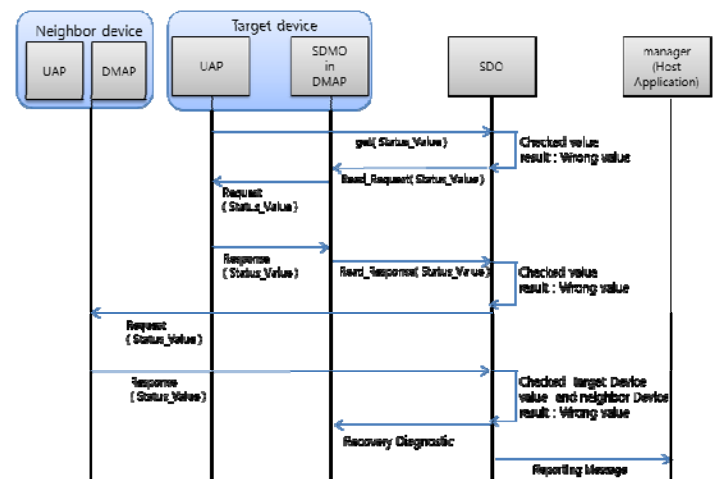 Neighbor device
Target device
UAP
DMAP
UAP
SDMO
in
DMAP
SDO
manager
(Host
Application)
get( Status_Value )
Checked value
result : Wrong value
Read_Request( Status_Value )
Request
( Status_Value )
Response
( Status_Value )
Read_Response( Status_Value )
Checked value
result : Wrong value
Request
( Status_Value )
Response
( Status_Value )
Checked target Device
value and neighbor Device
result : Wrong value
Recovery Diagnostic
Reporting Message